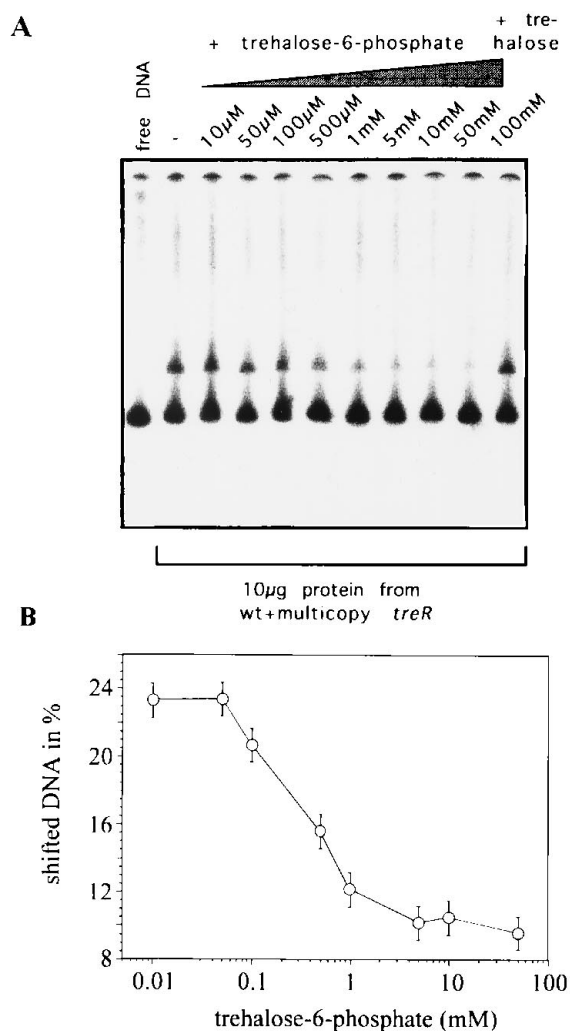 A
+ trehalose-6-phosphate
+ tre-
halose
free DNA
-
10µM
50µM
100µM
500µM
1mM
5mM
10mM
50mM
100mM
10µg protein from
wt+multicopy treR
B
shifted DNA in %
24
20
16
12
8
0.01
0.1
1
10
100
trehalose-6-phosphate (mM)